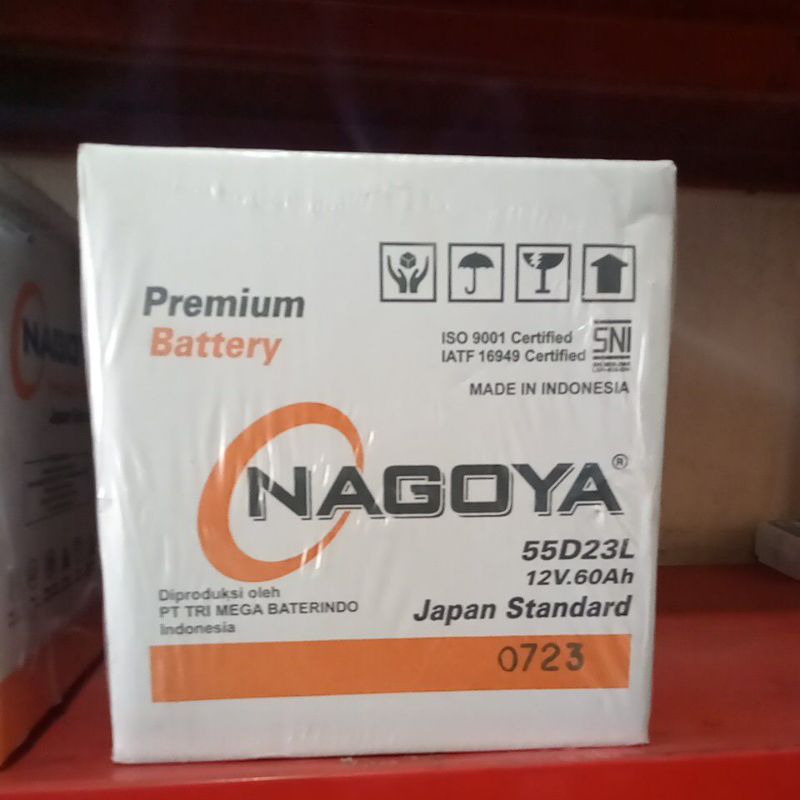 Premium
Battery
ISO 9001 Certified
IATF 16949 Certified
SNI
MADE IN INDONESIA
NAGOYA®
55D23L
12V.60Ah
Japan Standard
Diproduksi oleh
PT TRI MEGA BATERINDO
Indonesia
0723
NAGOYA